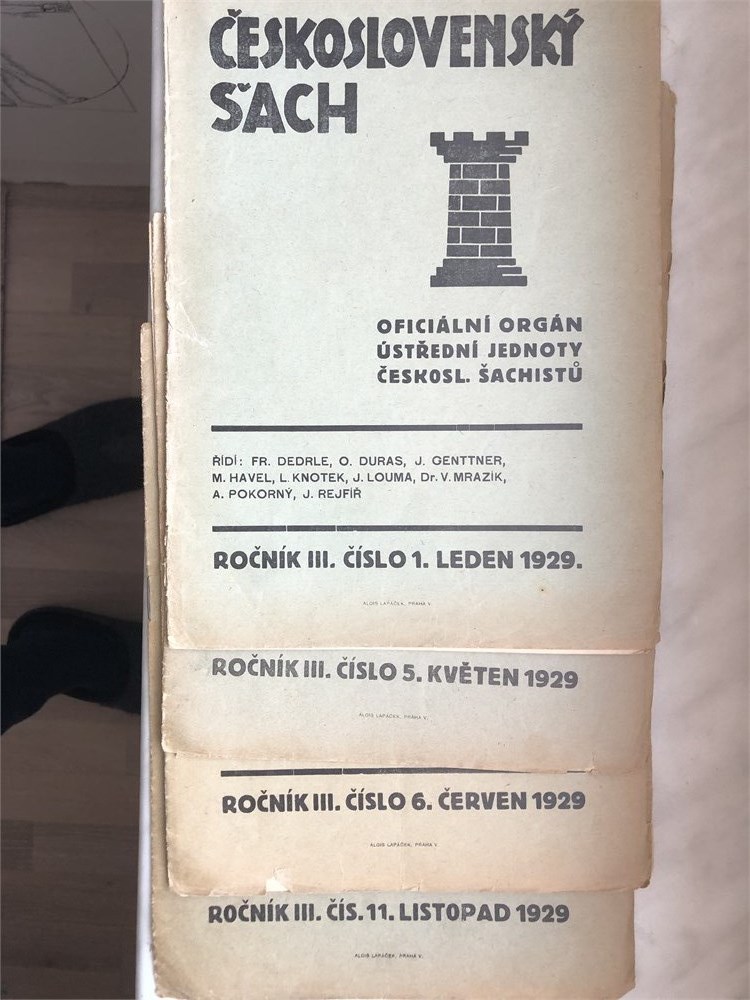 ČESKOSLOVENSKÝ
ŠACH
OFICIÁLNÍ ORGÁN
ÚSTŘEDNÍ JEDNOTY
ČESKOSL. ŠACHISTŮ
ŘÍDÍ: FR. DEDRLE, O. DURAS, J. GENTTNER,
M. HAVEL, L. KNOTEK, J. LOUMA, Dr. V. MRAZÍK,
A. POKORNÝ, J. REJFÍŘ
ROČNÍK III. ČÍSLO 1. LEDEN 1929.
ALOIS LAPÁČEK, PRAHA V.
ROČNÍK III. ČÍSLO 5. KVĚTEN 1929
ALOIS LAPÁČEK, PRAHA V.
ROČNÍK III. ČÍSLO 6. ČERVEN 1929
ALOIS LAPÁČEK, PRAHA V.
ROČNÍK III. ČÍS. 11. LISTOPAD 1929
ALOIS LAPÁČEK, PRAHA V.